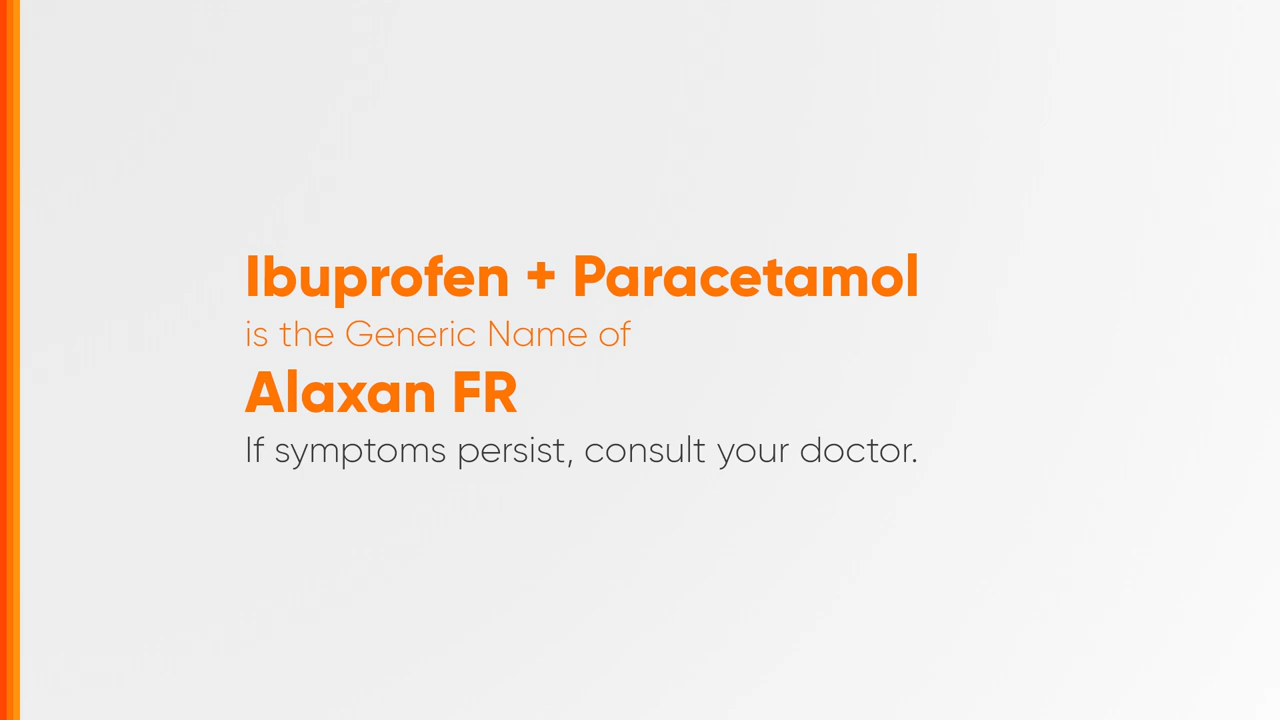 Ibuprofen + Paracetamol
is the Generic Name of
Alaxan FR
If symptoms persist, consult your doctor.